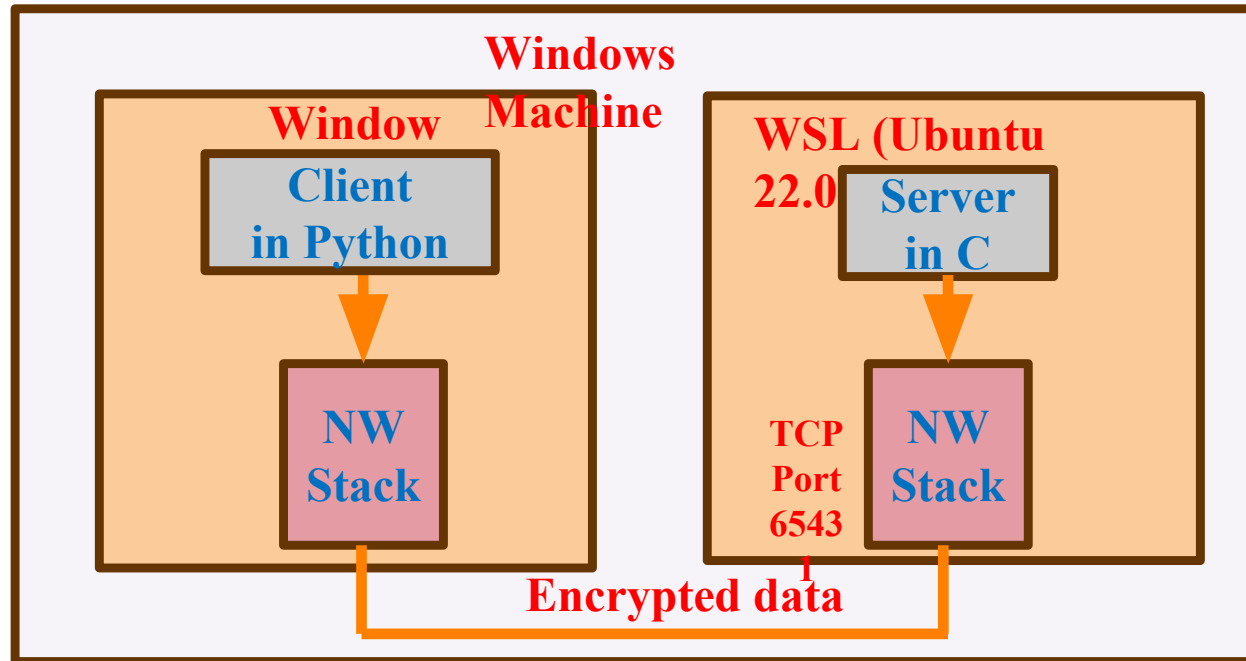 Windows
Machine
Window
Client
in Python
NW
Stack
WSL (Ubuntu
22.0
Server
in C
TCP
Port
6543
1
NW
Stack
Encrypted data